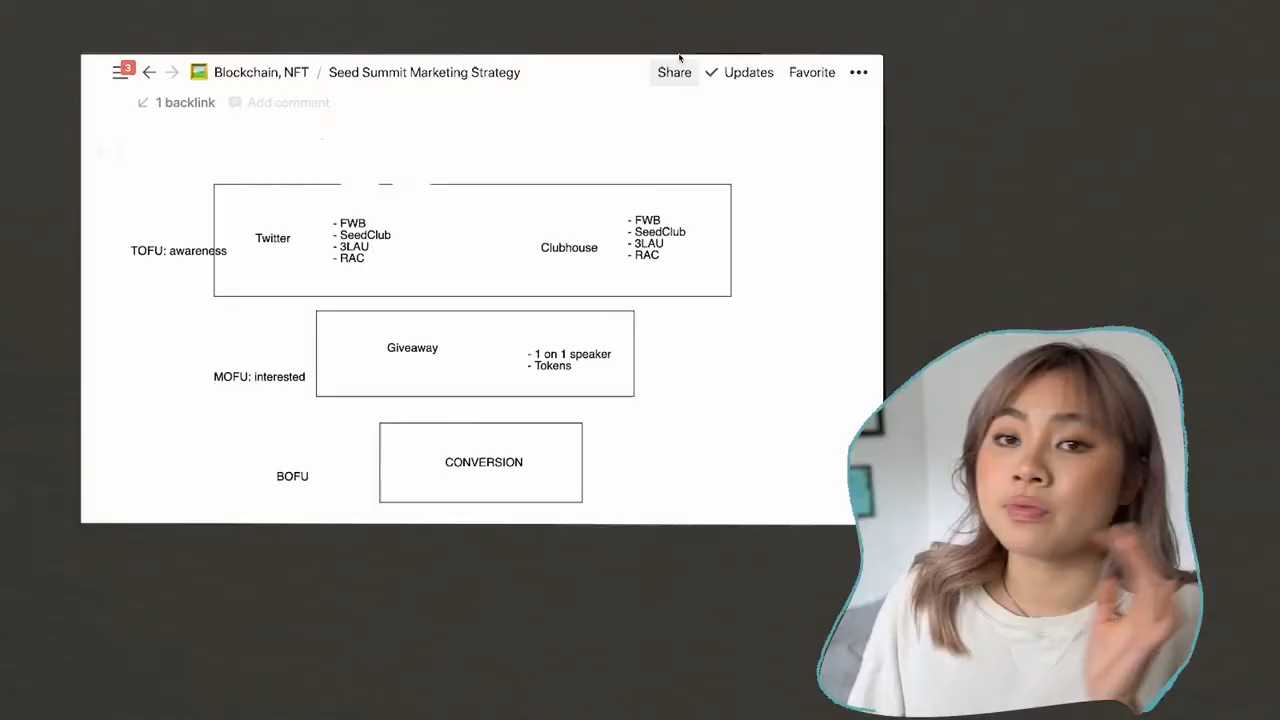 3
Blockchain, NFT / Seed Summit Marketing Strategy
Share
Updates
Favorite
1 backlink
Add comment
TOFU: awareness
Twitter
- FWB
- SeedClub
- 3LAU
- RAC
Clubhouse
- FWB
- SeedClub
- 3LAU
- RAC
MOFU: interested
Giveaway
- 1 on 1 speaker
- Tokens
BOFU
CONVERSION